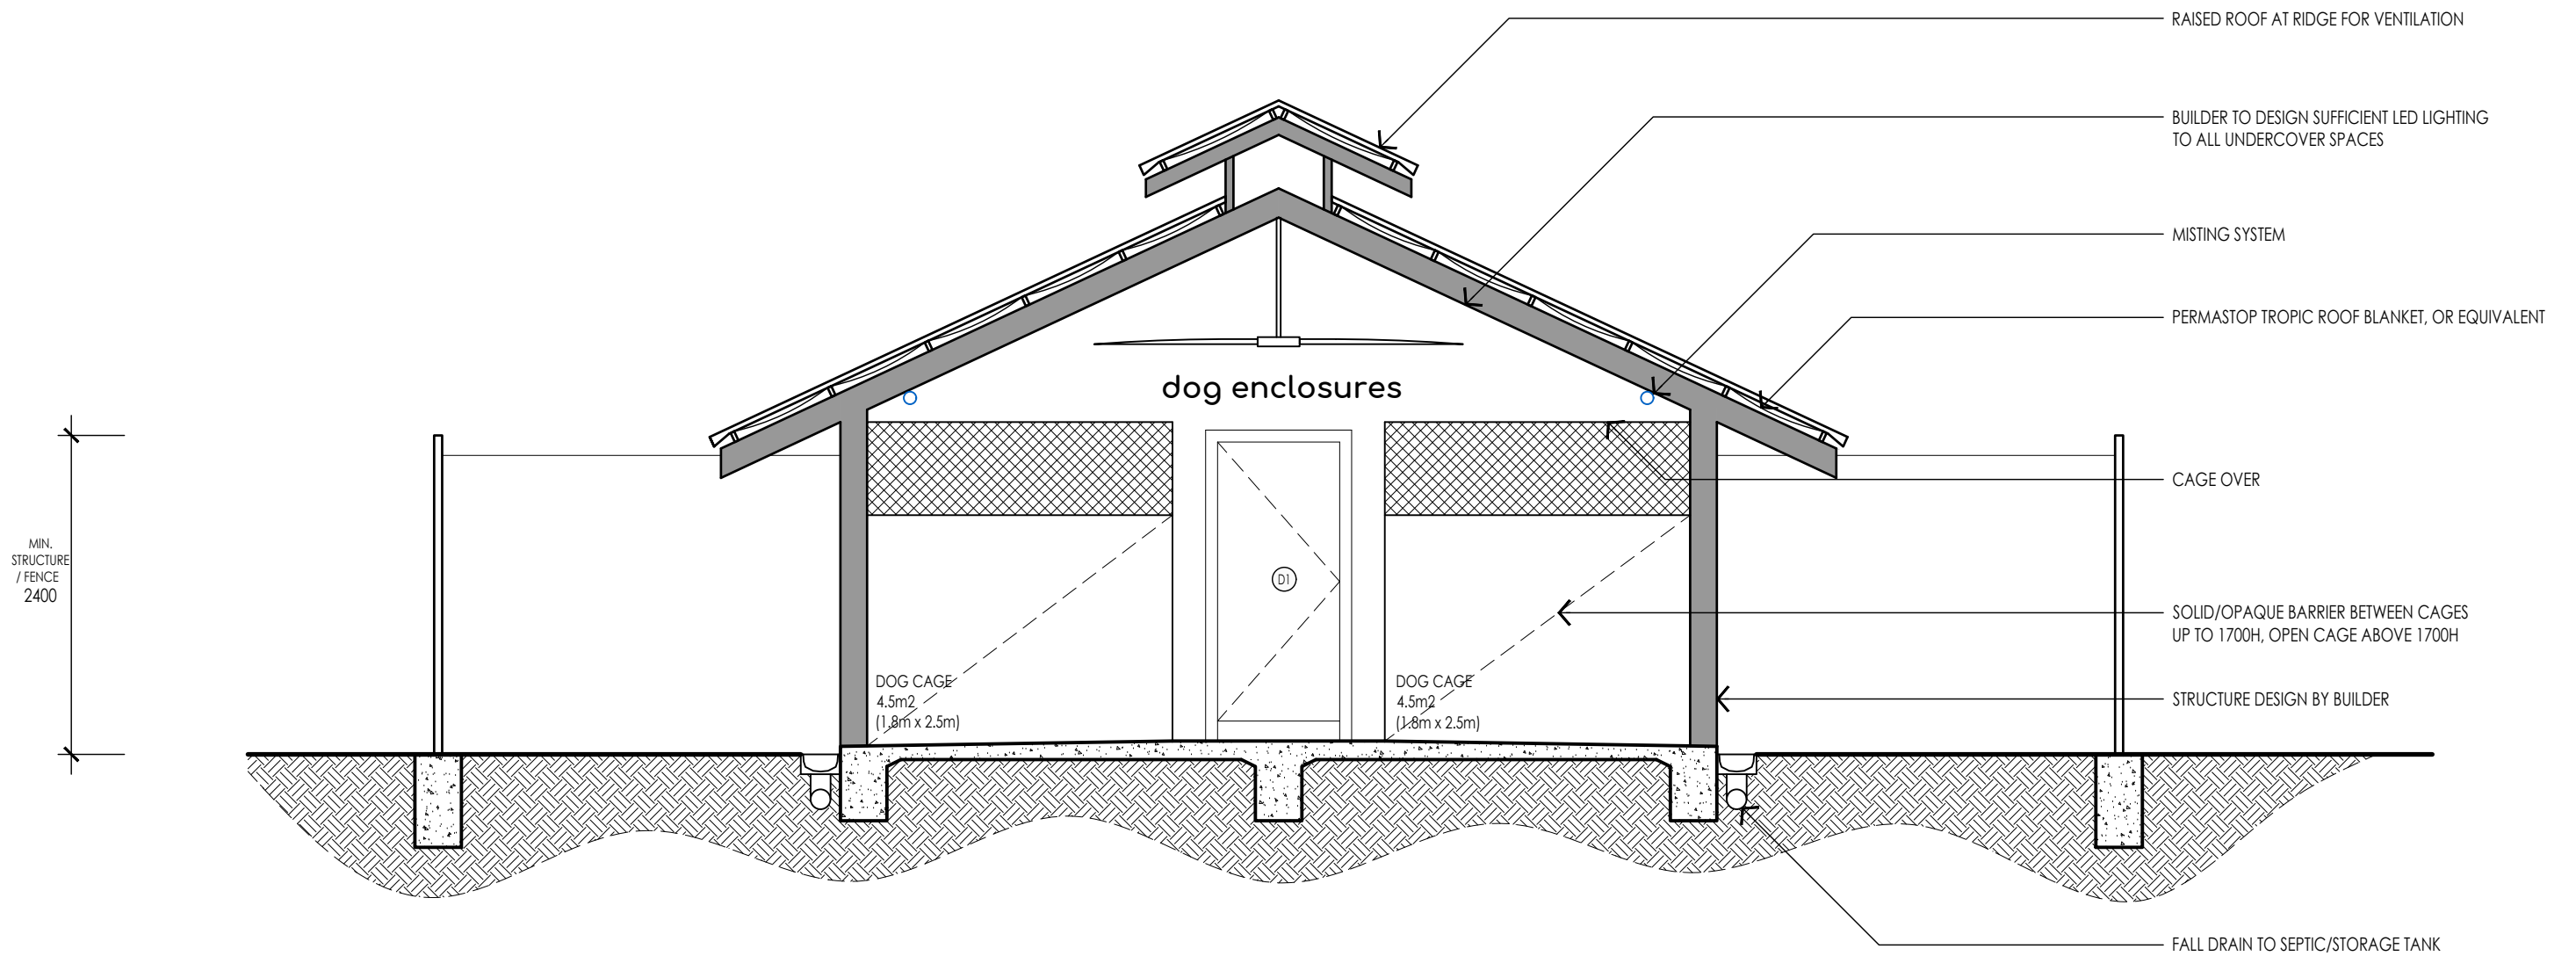 RAISED ROOF AT RIDGE FOR VENTILATION
BUILDER TO DESIGN SUFFICIENT LED LIGHTING
TO ALL UNDERCOVER SPACES
MISTING SYSTEM
PERMASTOP TROPIC ROOF BLANKET, OR EQUIVALENT
dog enclosures
CAGE OVER
MIN.
STRUCTURE
/ FENCE
2400
D1
SOLID/OPAQUE BARRIER BETWEEN CAGES
UP TO 1700H, OPEN CAGE ABOVE 1700H
DOG CAGE
4.5m2
(1.8m x 2.5m)
DOG CAGE
4.5m2
(1.8m x 2.5m)
STRUCTURE DESIGN BY BUILDER
FALL DRAIN TO SEPTIC/STORAGE TANK